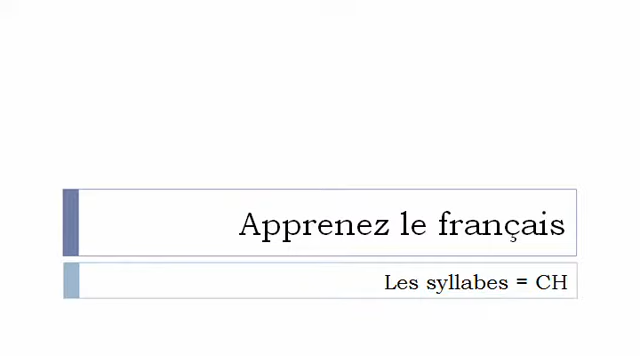 Apprenez le français
Les syllabes = CH